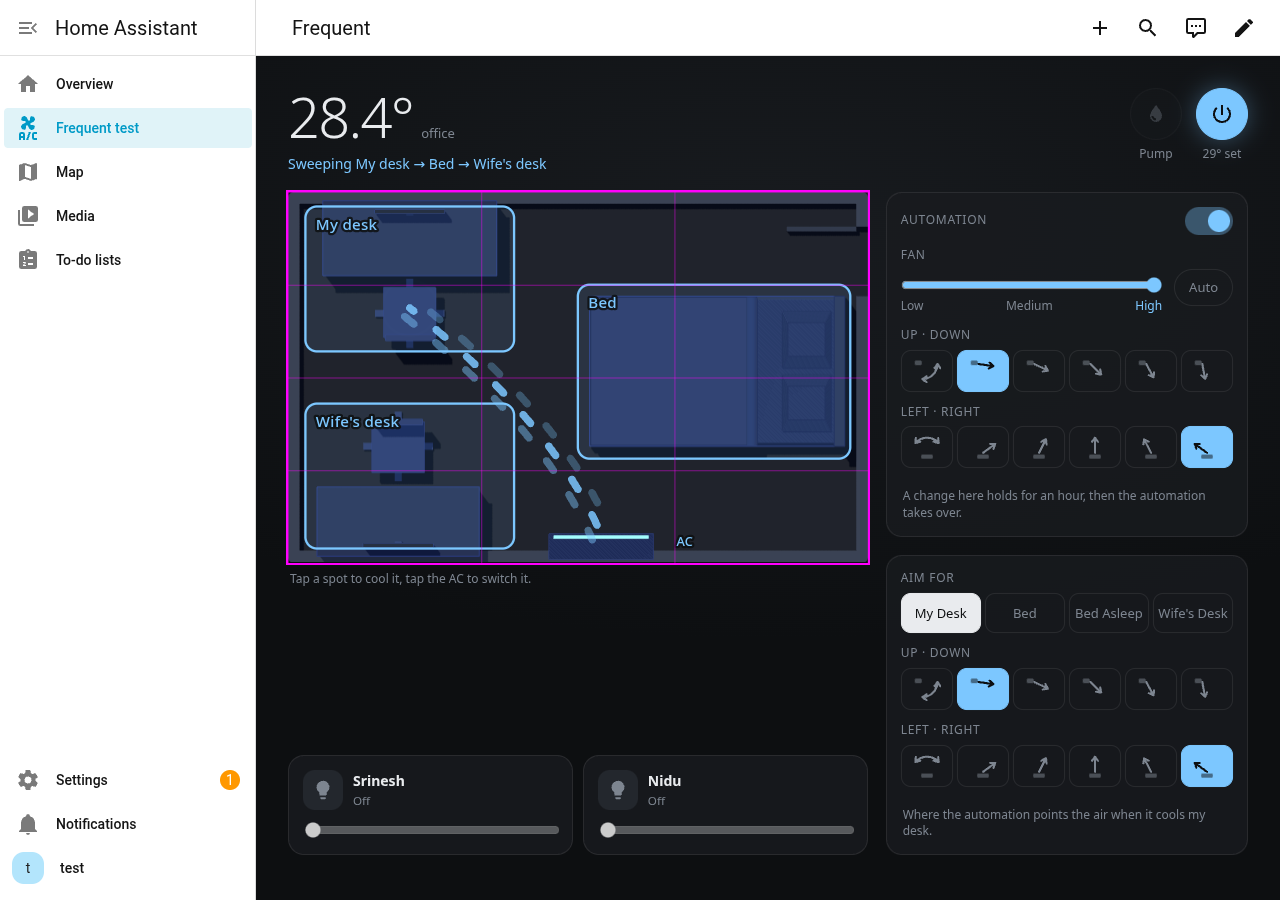 Home Assistant
Frequent
Overview
A/C
Frequent test
Map
Media
To-do lists
Settings
1
Notifications
t
test
28.4°
office
Sweeping My desk → Bed → Wife's desk
Pump
29° set
My desk
Bed
Wife's desk
AC
Tap a spot to cool it, tap the AC to switch it.
AUTOMATION
FAN
Low
Medium
High
Auto
UP · DOWN
LEFT · RIGHT
A change here holds for an hour, then the automation
takes over.
AIM FOR
My Desk
Bed
Bed Asleep
Wife's Desk
UP · DOWN
LEFT · RIGHT
Where the automation points the air when it cools my
desk.
Srinesh
Off
Nidu
Off